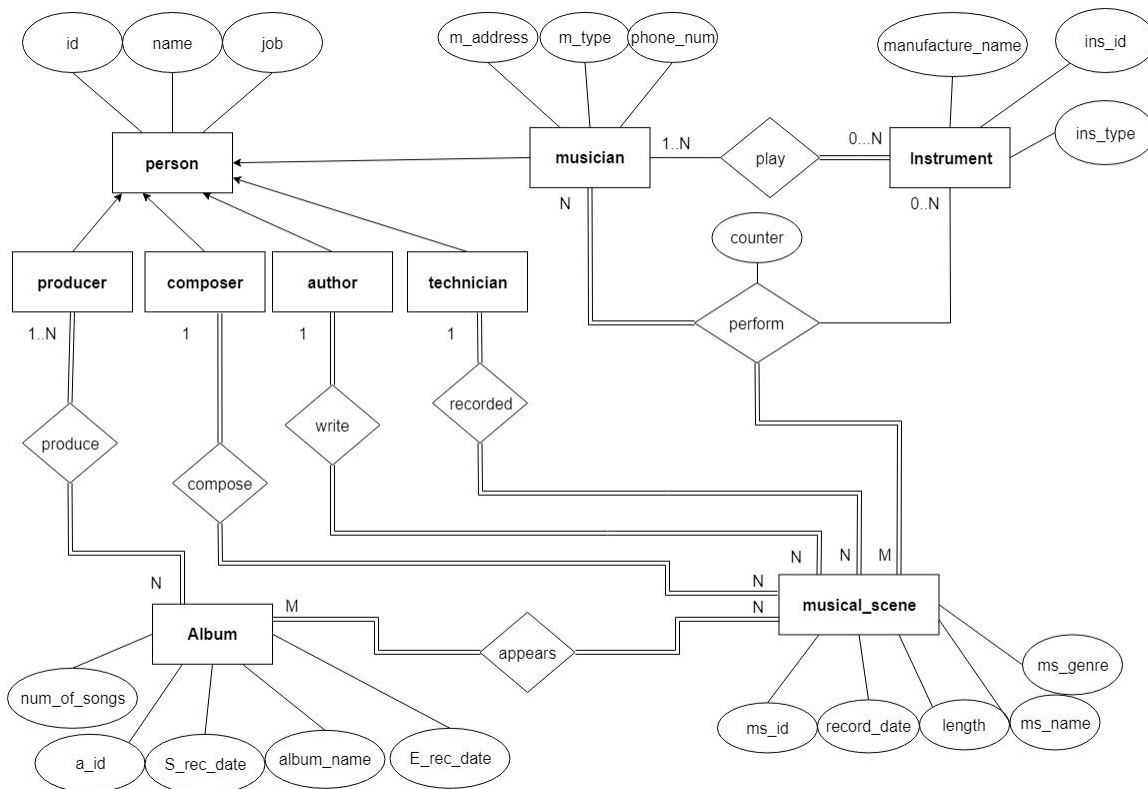 id
name
job
m_address
m_type
phone_num
manufacture_name
ins_id
ins_type
person
musician
1..N
play
0...N
Instrument
N
0..N
counter
producer
composer
author
technician
perform
1..N
1
1
1
recorded
write
produce
compose
N
N
M
N
N
M
N
Album
appears
musical_scene
ms_genre
num_of_songs
ms_id
record_date
length
ms_name
a_id
S_rec_date
album_name
E_rec_date